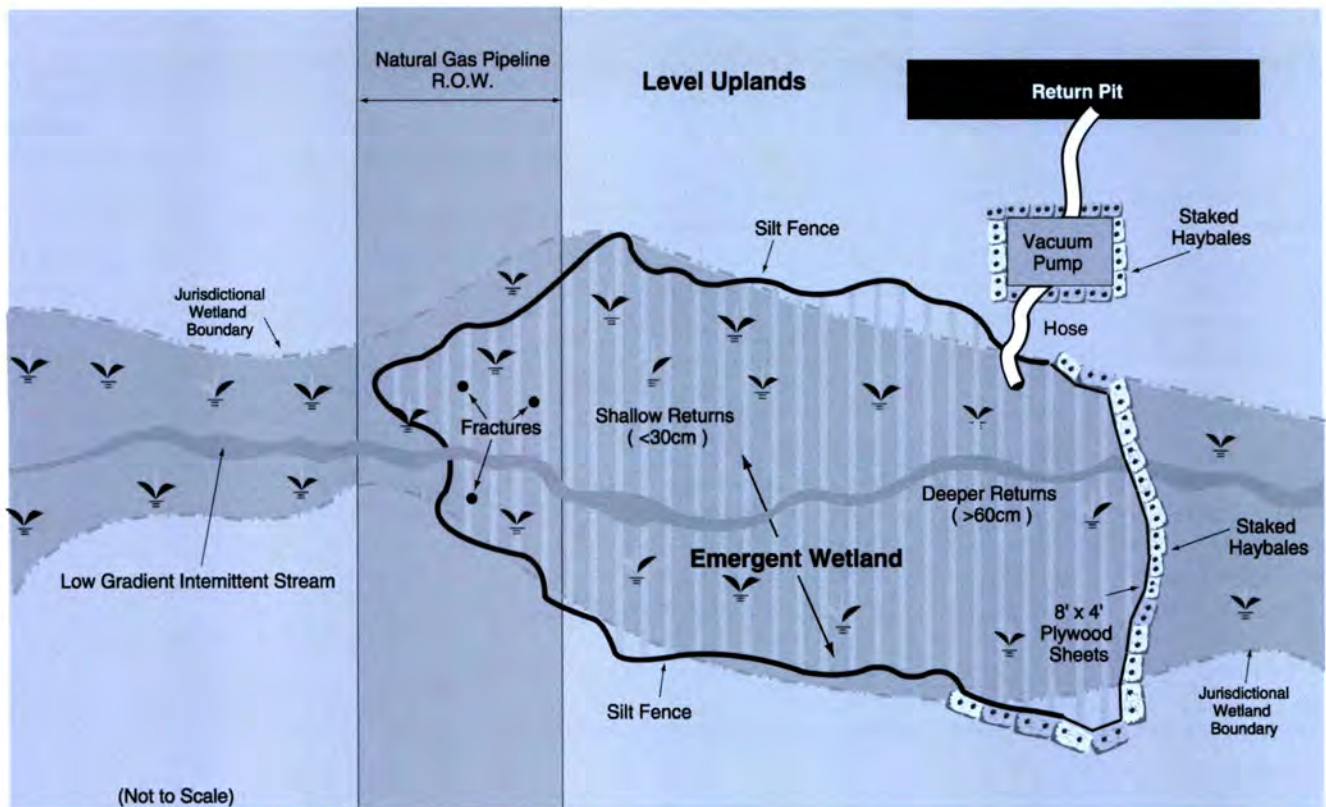 Natural Gas Pipeline
R.O.W.
Level Uplands
Return Pit
Silt Fence
Vacuum
Pump
Staked
Haybales
Jurisdictional
Wetland
Boundary
Hose
Shallow Returns
( <30cm )
Fractures
Deeper Returns
( >60cm )
Staked
Haybales
Emergent Wetland
Low Gradient Intemittent Stream
8' x 4'
Plywood
Sheets
Silt Fence
Jurisdictional
Wetland
Boundary
(Not to Scale)